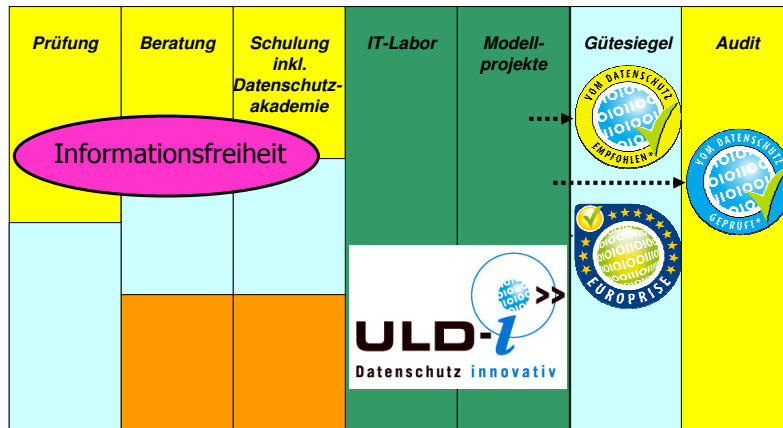 Prüfung
Beratung
Schulung
inkl.
Datenschutz-
akademie
IT-Labor
Modell-
projekte
Gütesiegel
Audit
Informationsfreiheit
VOM DATENSCHUTZ
EMPFOHLEN*
VOM DATENSCHUTZ
GEPRÜFT*
EUROPRISE
>>
ULD-i
Datenschutz innovativ